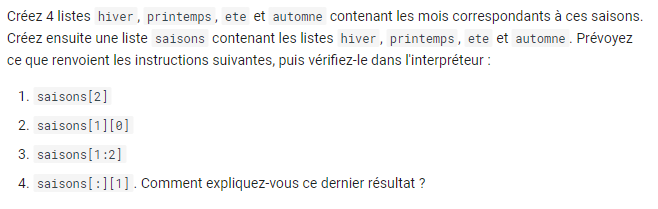 Créez 4 listes hiver, printemps, ete et automne contenant les mois correspondants à ces saisons.
Créez ensuite une liste saisons contenant les listes hiver, printemps, ete et automne. Prévoyez
ce que renvoient les instructions suivantes, puis vérifiez-le dans l'interpréteur :
1. saisons[2]
2. saisons[1][0]
3. saisons[1:2]
4. saisons[:][1]. Comment expliquez-vous ce dernier résultat ?